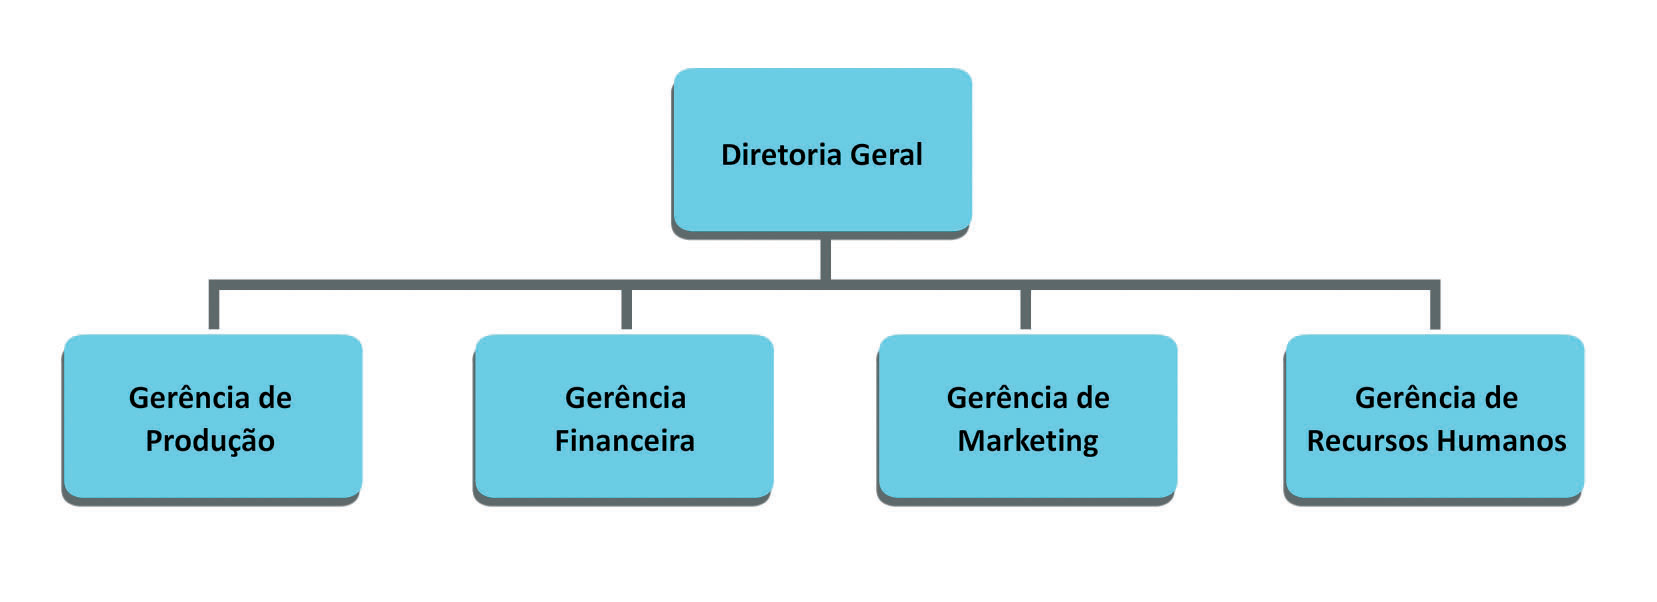 Diretoria Geral
Gerência de
Produção
Gerência
Financeira
Gerência de
Marketing
Gerência de
Recursos Humanos